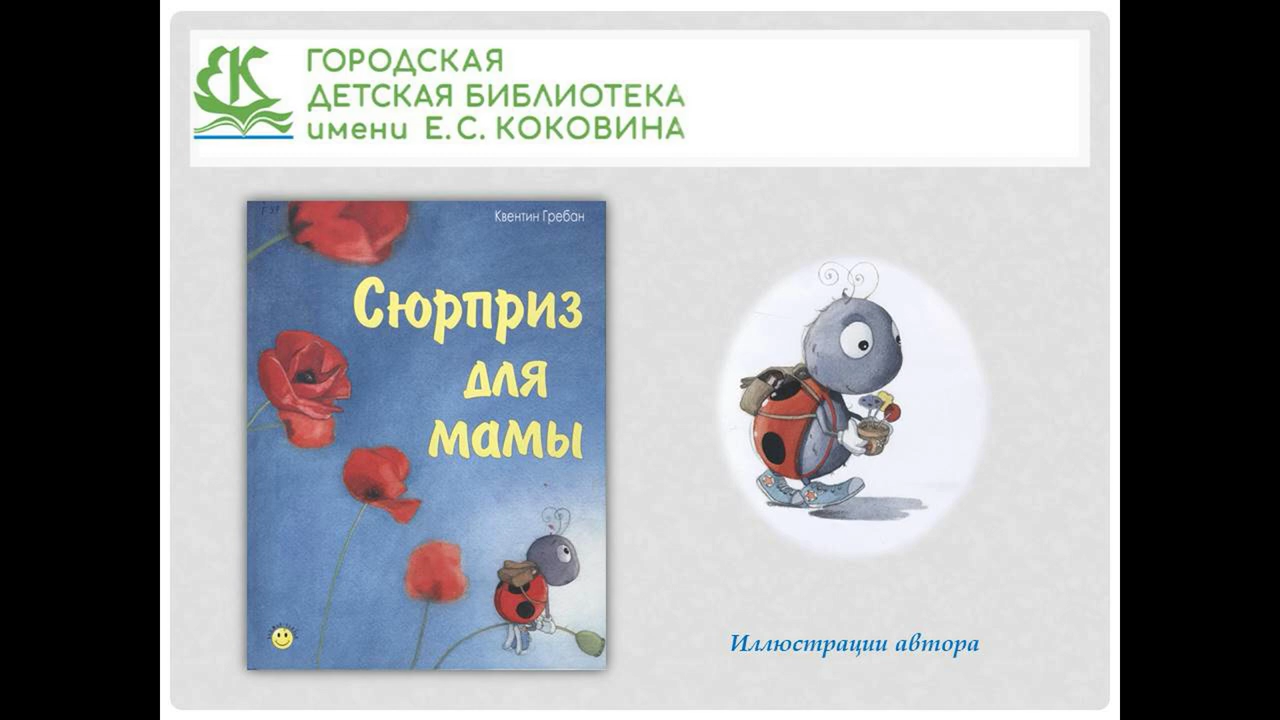 ГОРОДСКАЯ
ДЕТСКАЯ БИБЛИОТЕКА
имени Е.С. КОКОВИНА
Квентин Гребан
Сюрприз
для
мамы
Иллюстрации автора